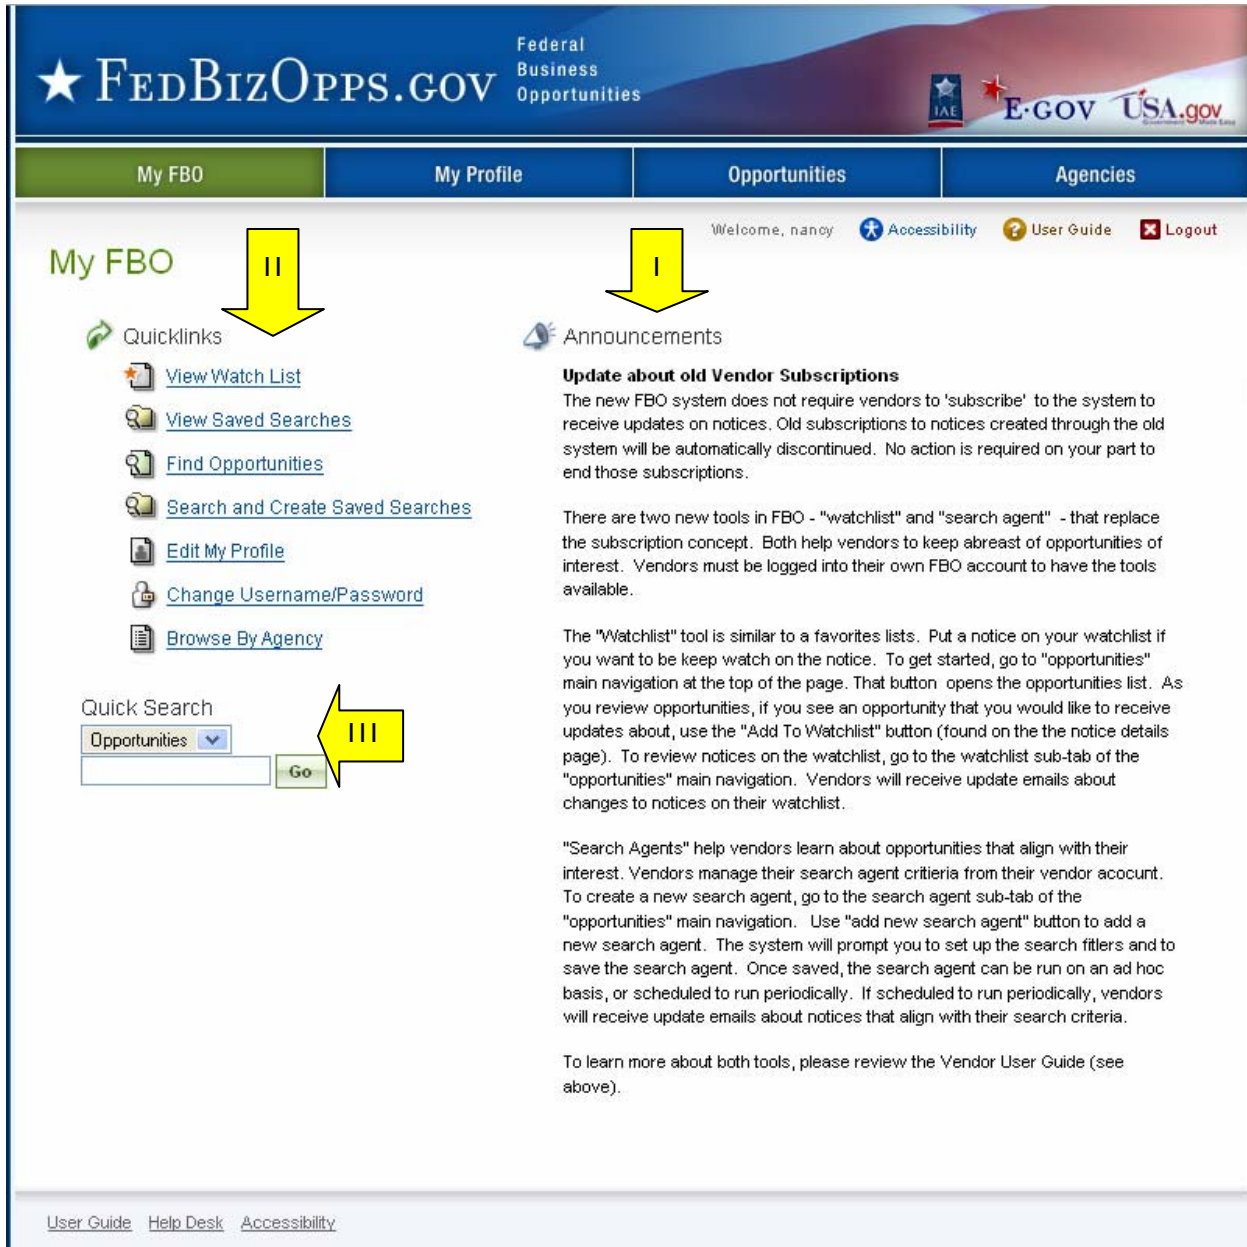 ★ FEDBIZOPPS.GOV
Federal
Business
Opportunities
IAE
E·GOV
USA.gov
My FBO
My Profile
Opportunities
Agencies
Welcome, nancy
Accessibility
User Guide
Logout
My FBO
II
I
Quicklinks
View Watch List
View Saved Searches
Find Opportunities
Search and Create Saved Searches
Edit My Profile
Change Username/Password
Browse By Agency
Quick Search
Opportunities
Go
III
Announcements
Update about old Vendor Subscriptions
The new FBO system does not require vendors to 'subscribe' to the system to
receive updates on notices. Old subscriptions to notices created through the old
system will be automatically discontinued. No action is required on your part to
end those subscriptions.
There are two new tools in FBO - "watchlist" and "search agent" - that replace
the subscription concept. Both help vendors to keep abreast of opportunities of
interest. Vendors must be logged into their own FBO account to have the tools
available.
The "Watchlist" tool is similar to a favorites lists. Put a notice on your watchlist if
you want to be keep watch on the notice. To get started, go to "opportunities"
main navigation at the top of the page. That button opens the opportunities list. As
you review opportunities, if you see an opportunity that you would like to receive
updates about, use the "Add To Watchlist" button (found on the the notice details
page). To review notices on the watchlist, go to the watchlist sub-tab of the
"opportunities" main navigation. Vendors will receive update emails about
changes to notices on their watchlist.
"Search Agents" help vendors learn about opportunities that align with their
interest. Vendors manage their search agent critieria from their vendor acocunt.
To create a new search agent, go to the search agent sub-tab of the
"opportunities" main navigation. Use "add new search agent" button to add a
new search agent. The system will prompt you to set up the search fitlers and to
save the search agent. Once saved, the search agent can be run on an ad hoc
basis, or scheduled to run periodically. If scheduled to run periodically, vendors
will receive update emails about notices that align with their search criteria.
To learn more about both tools, please review the Vendor User Guide (see
above).
User Guide
Help Desk
Accessibility